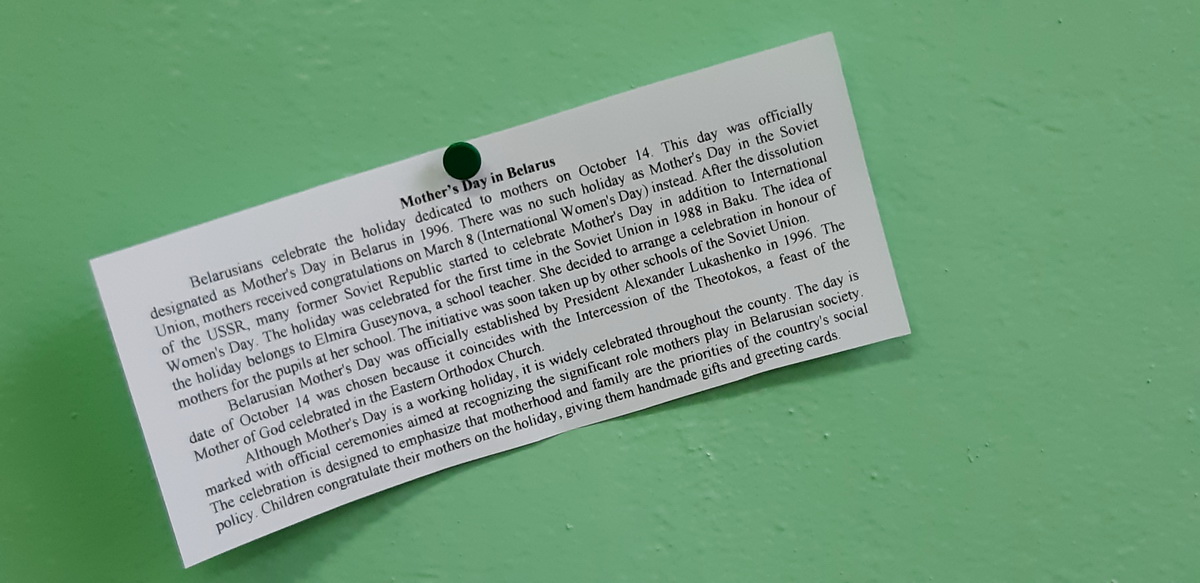 Mother's Day in Belarus
Belarusians celebrate the holiday dedicated to mothers on October 14. This day was officially
designated as Mother's Day in Belarus in 1996. There was no such holiday as Mother's Day in the Soviet
Union, mothers received congratulations on March 8 (International Women's Day) instead. After the dissolution
of the USSR, many former Soviet Republic started to celebrate Mother's Day in addition to International
Women's Day. The holiday was celebrated for the first time in the Soviet Union in 1988 in Baku. The idea of
the holiday belongs to Elmira Guseynova, a school teacher. She decided to arrange a celebration in honour of
mothers for the pupils at her school. The initiative was soon taken up by other schools of the Soviet Union.
Belarusian Mother's Day was officially established by President Alexander Lukashenko in 1996. The
date of October 14 was chosen because it coincides with the Intercession of the Theotokos, a feast of the
Mother of God celebrated in the Eastern Orthodox Church.
Although Mother's Day is a working holiday, it is widely celebrated throughout the county. The day is
marked with official ceremonies aimed at recognizing the significant role mothers play in Belarusian society.
The celebration is designed to emphasize that motherhood and family are the priorities of the country's social
policy. Children congratulate their mothers on the holiday, giving them handmade gifts and greeting cards.